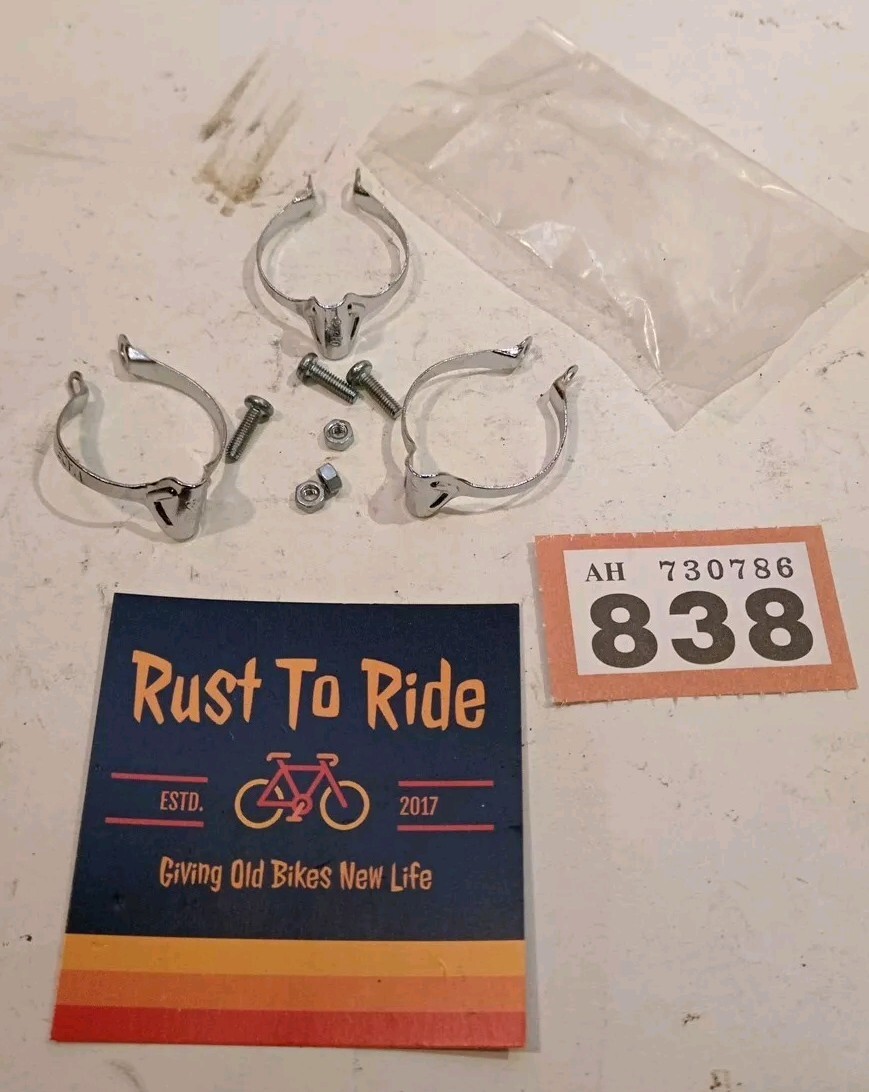 AH 730786
838
Rust To Ride
ESTD. 2017
Giving Old Bikes New Life